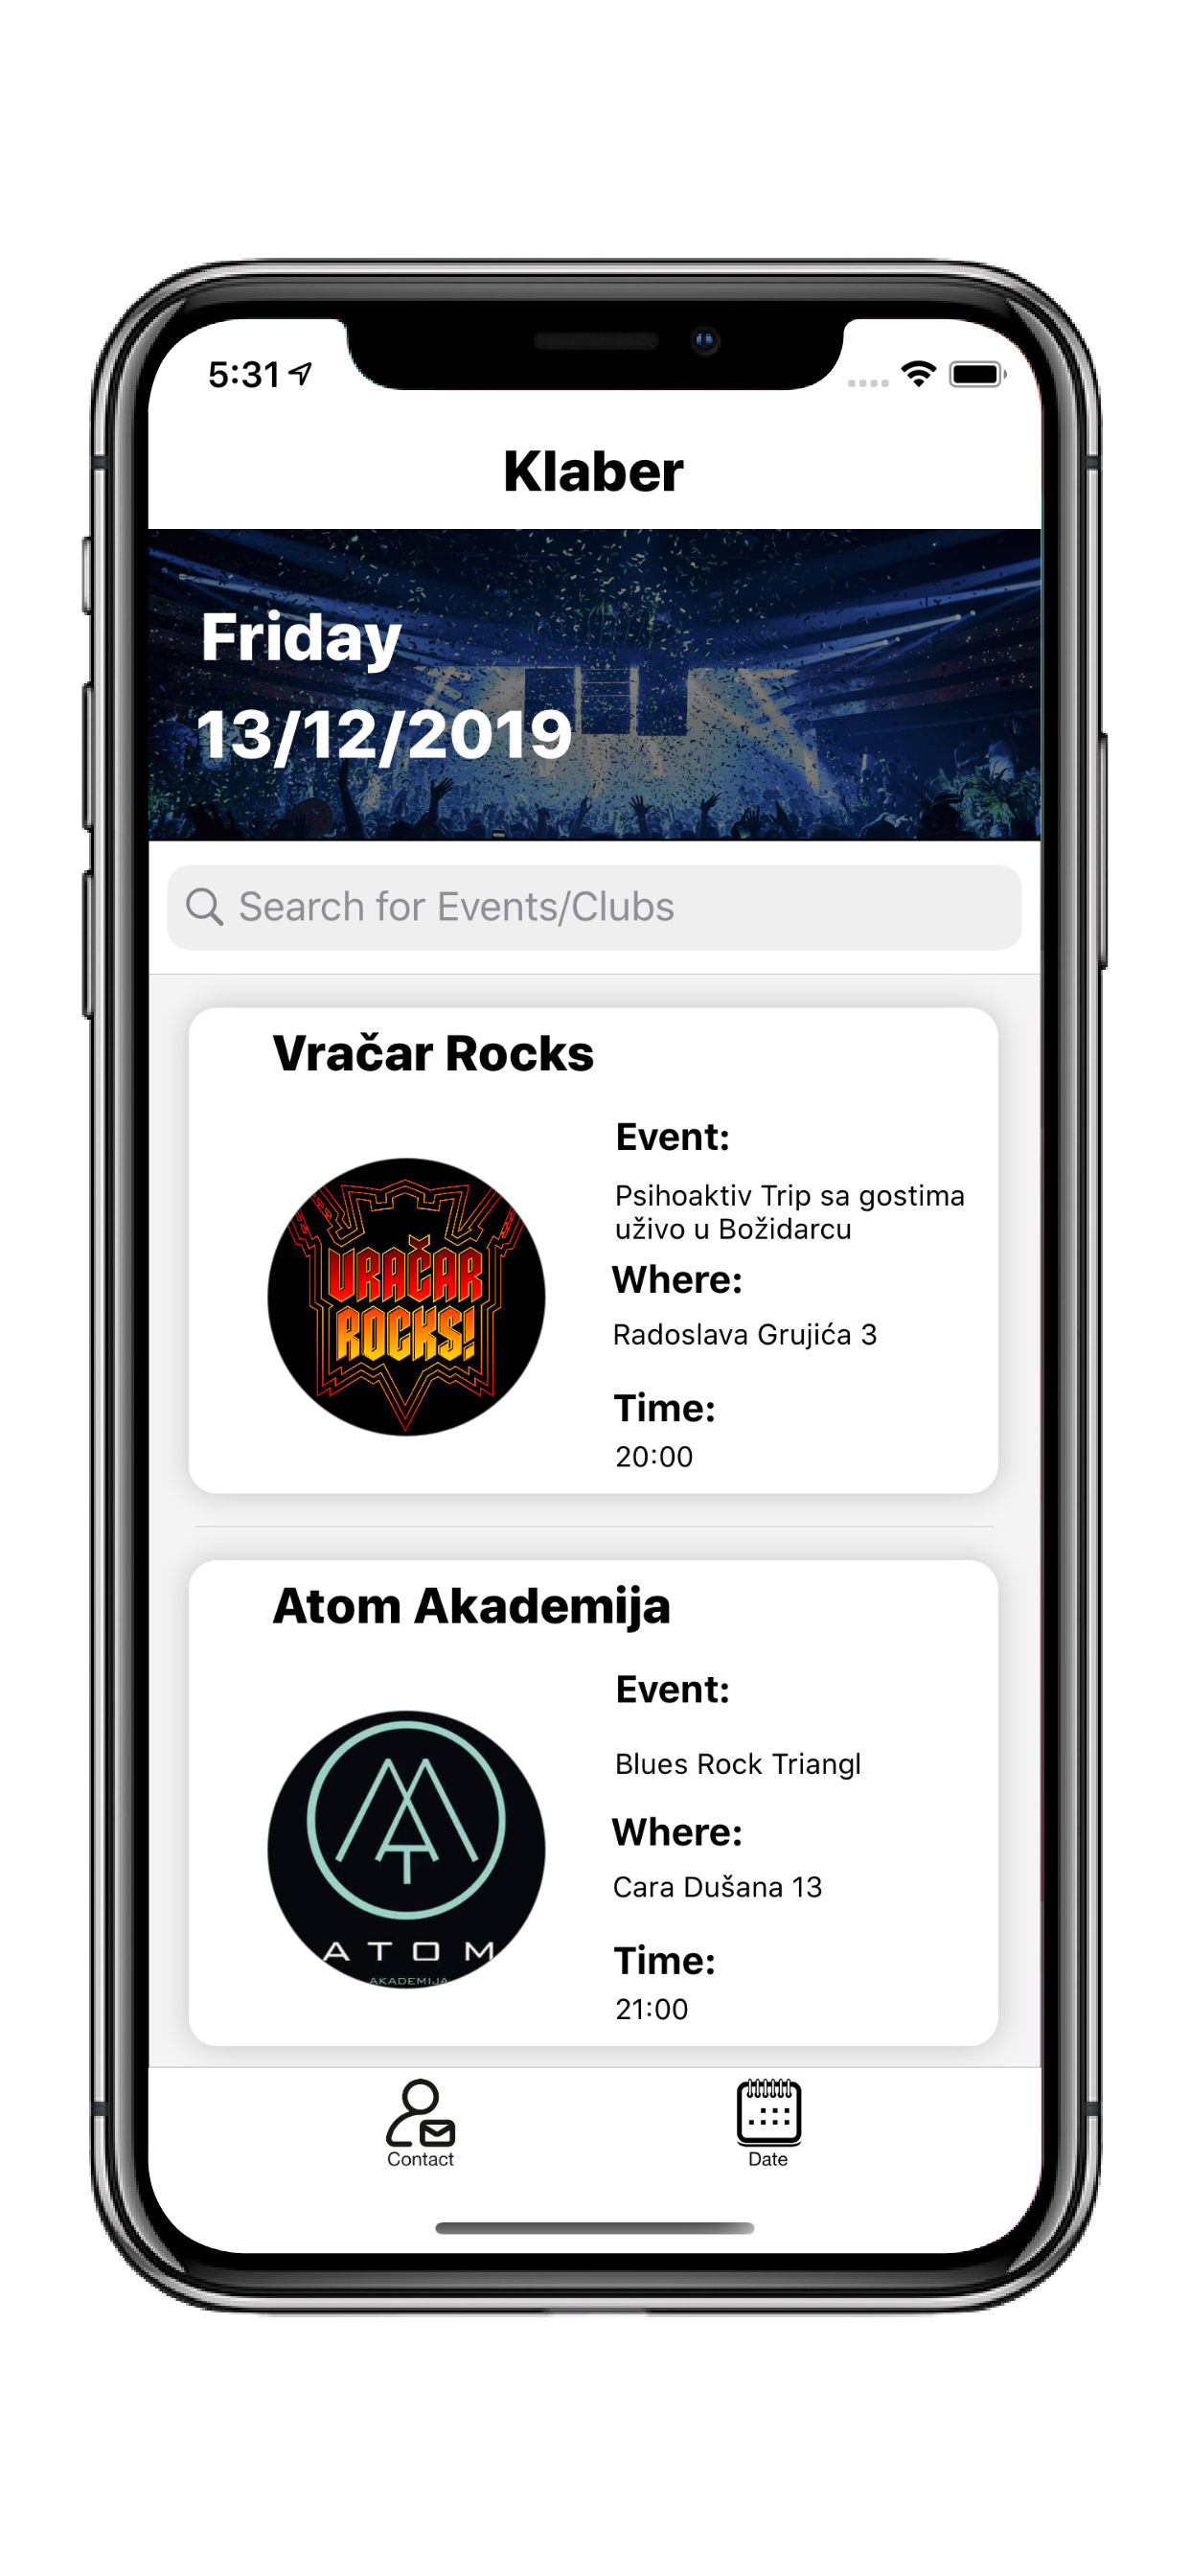 5:31
Klaber
Friday
13/12/2019
Search for Events/Clubs
Vračar Rocks
VRAČAR
ROCKS!
Event:
Psihoaktiv Trip sa gostima
uživo u Božidarcu
Where:
Radoslava Grujića 3
Time:
20:00
Atom Akademija
MAT
ATOM
AKADEMIJA
Event:
Blues Rock Triangl
Where:
Cara Dušana 13
Time:
21:00
Contact
Date